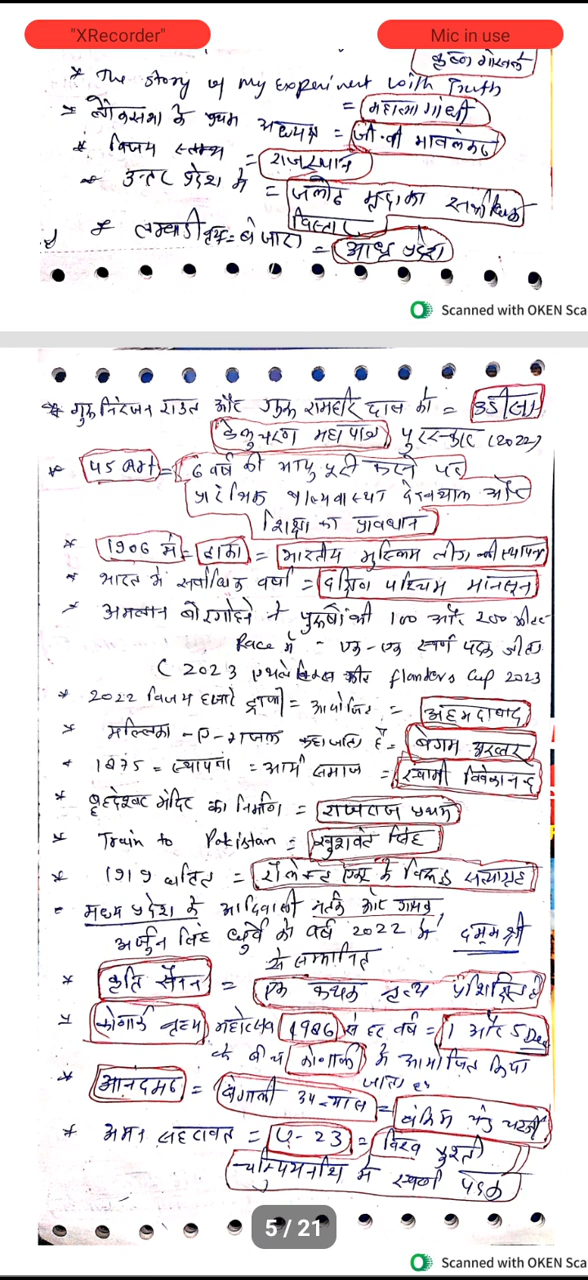 "XRecorder"
Mic in use
कृष्ण गोखले
* The story of my Experiment with Truth
= महात्मा गांधी
* लोकसभा के प्रथम अध्यक्ष = जी.वी मावलंकर
* विजय स्तम्भ = राजस्थान
* उत्तर प्रदेश में = जलोढ मृदा का सर्वाधिक
विस्तार
* लम्बाडी नृत्य = बंजारा = आंध्र प्रदेश
Scanned with OKEN Sca
* गुरु निरंजन राउत और गुरु रामहरि दास को = उडीसा
केलुचरण महापात्र पुरस्कार (2022)
* 45 Art = 6 वर्ष की आयु पूरी करने तक
प्रारंभिक बाल्यावस्था देखभाल और
शिक्षा का प्रावधान
* 1906 में = ढाका = भारतीय मुस्लिम लीग की स्थापना
* भारत में सर्वाधिक वर्षा = दक्षिण पश्चिम मानसून
* अमलान बोरगोहेन ने पुरुषों की 100 और 200 मीटर
Race में - एक-एक स्वर्ण पदक जीता
( 2023 एथलेटिक्स मीट flanders Cup 2023
* 2022 विजय हजारे ट्रॉफी = आयोजित = अहमदाबाद
* मल्लिका-ए-गजल कहा जाता है = बेगम अख्तर
* 1875 = स्थापना = आर्य समाज = स्वामी विवेकानंद
* बृहदेश्वर मंदिर का निर्माण = राजराज प्रथम
* Train to Pakistan = खुशवंत सिंह
* 1919 घटित = रॉलेक्ट एक्ट के विरुद्ध सत्याग्रह
= मध्य प्रदेश के आदिवासी नर्तक और गायक
अर्जुन सिंह धुर्वे को वर्ष 2022 में पद्मश्री
से सम्मानित
* कृति सैनन = एक कथक नृत्य प्रशिक्षित है
* कोणार्क नृत्य महोत्सव 1986 से हर वर्ष = 1 और 5 Dec
के बीच कोणार्क में आयोजित किया
जाता है
* आनंदमठ = बंगाली उपन्यास = बंकिम चंद्र चटर्जी
* अमन सहरावत = U-23 = विश्व कुश्ती
चैम्पियनशिप में स्वर्ण पदक
5 / 21
Scanned with OKEN Sca